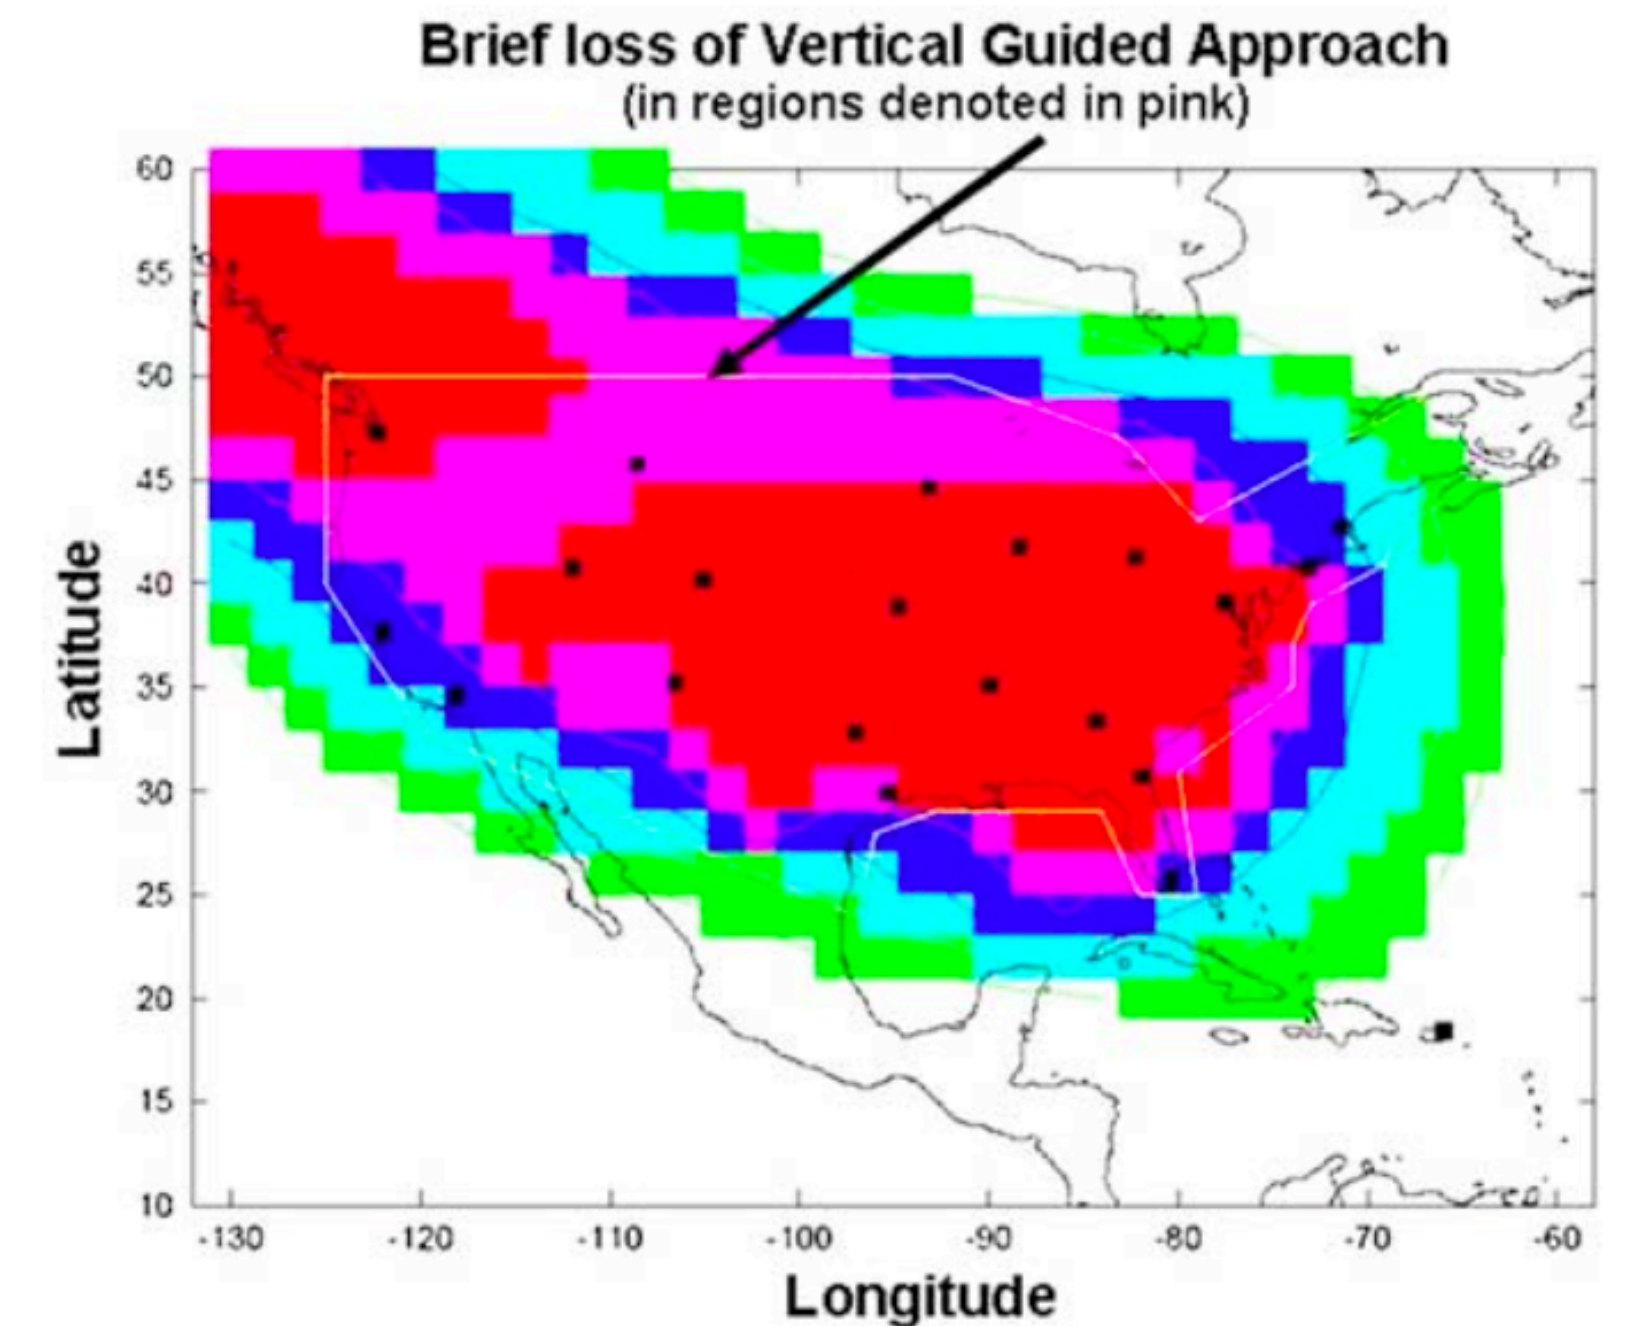 Brief loss of Vertical Guided Approach
(in regions denoted in pink)
60
55
50
45
40
35
30
25
20
15
10
Latitude
-130 -120 -110 -100 -90 -80 -70 -60
Longitude